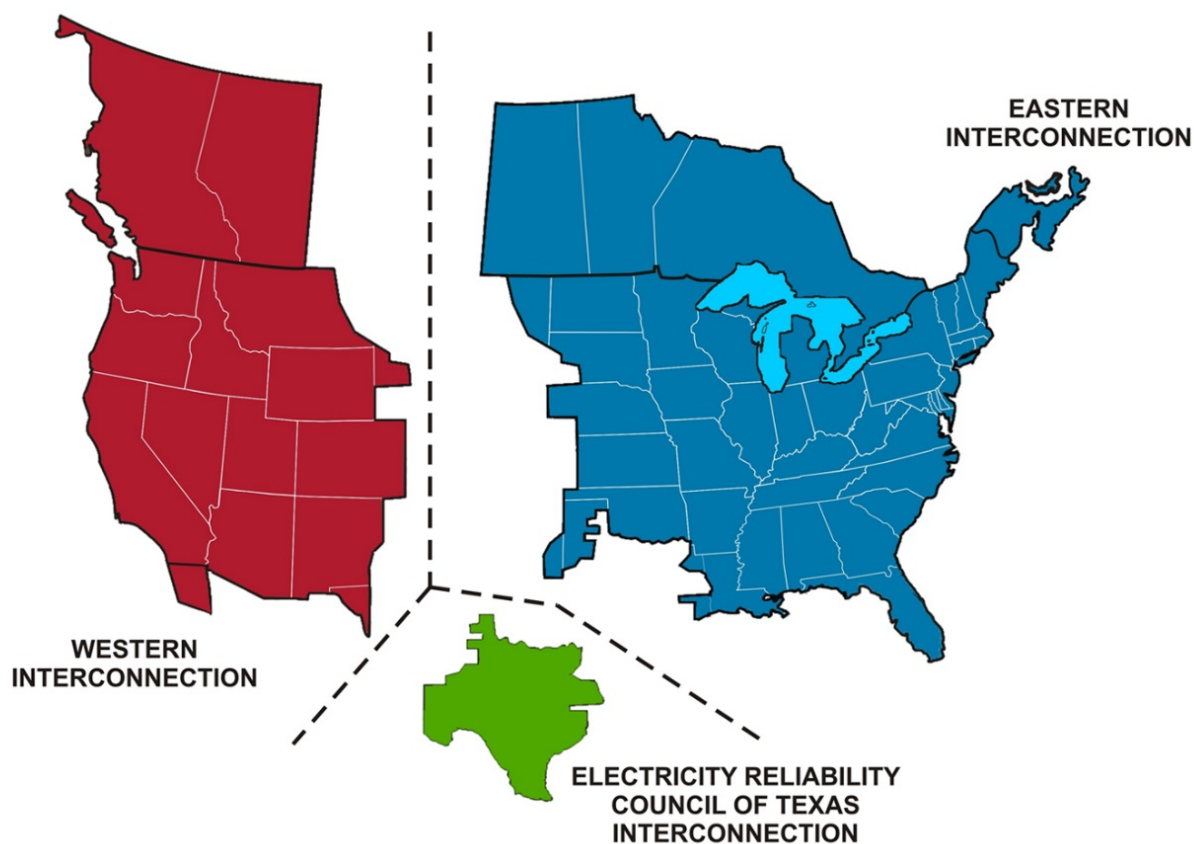 EASTERN
INTERCONNECTION
WESTERN
INTERCONNECTION
ELECTRICITY RELIABILITY
COUNCIL OF TEXAS
INTERCONNECTION